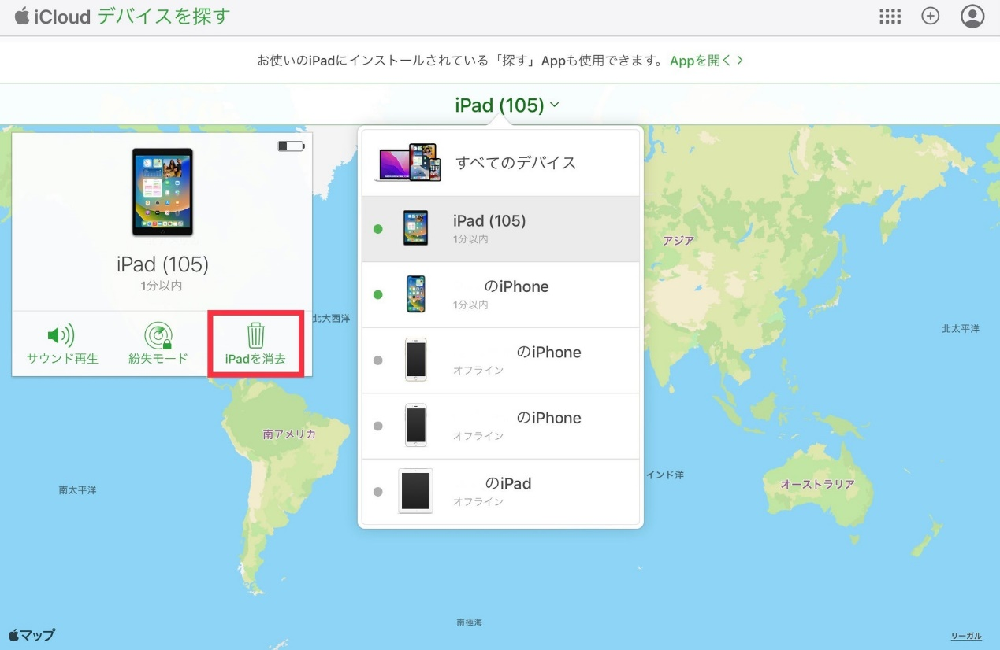 iCloud デバイスを探す
お使いのiPadにインストールされている「探す」Appも使用できます。 Appを開く
iPad (105)
iPad (105)
1分以内
サウンド再生
紛失モード
iPadを消去
すべてのデバイス
iPad (105)
1分以内
のiPhone
1分以内
のiPhone
オフライン
のiPhone
オフライン
のiPad
オフライン
アジア
北大西洋
北太平洋
南アメリカ
南太平洋
インド洋
オーストラリア
南極海
マップ
リーガル